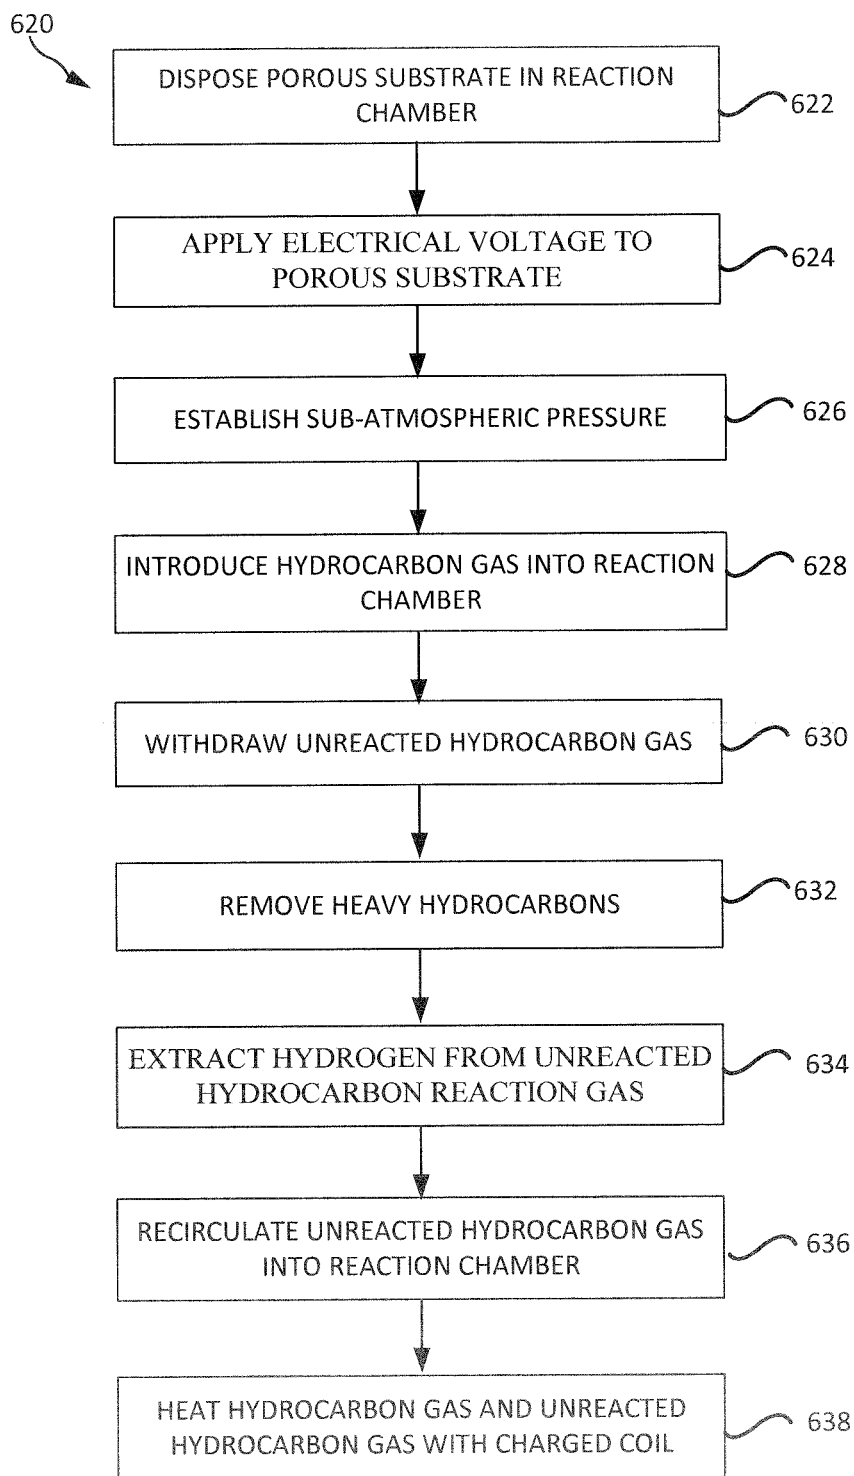 620
DISPOSE POROUS SUBSTRATE IN REACTION
CHAMBER
622
APPLY ELECTRICAL VOLTAGE TO
POROUS SUBSTRATE
624
ESTABLISH SUB-ATMOSPHERIC PRESSURE
626
INTRODUCE HYDROCARBON GAS INTO REACTION
CHAMBER
628
WITHDRAW UNREACTED HYDROCARBON GAS
630
REMOVE HEAVY HYDROCARBONS
632
EXTRACT HYDROGEN FROM UNREACTED
HYDROCARBON REACTION GAS
634
RECIRCULATE UNREACTED HYDROCARBON GAS
INTO REACTION CHAMBER
636
HEAT HYDROCARBON GAS AND UNREACTED
HYDROCARBON GAS WITH CHARGED COIL
638